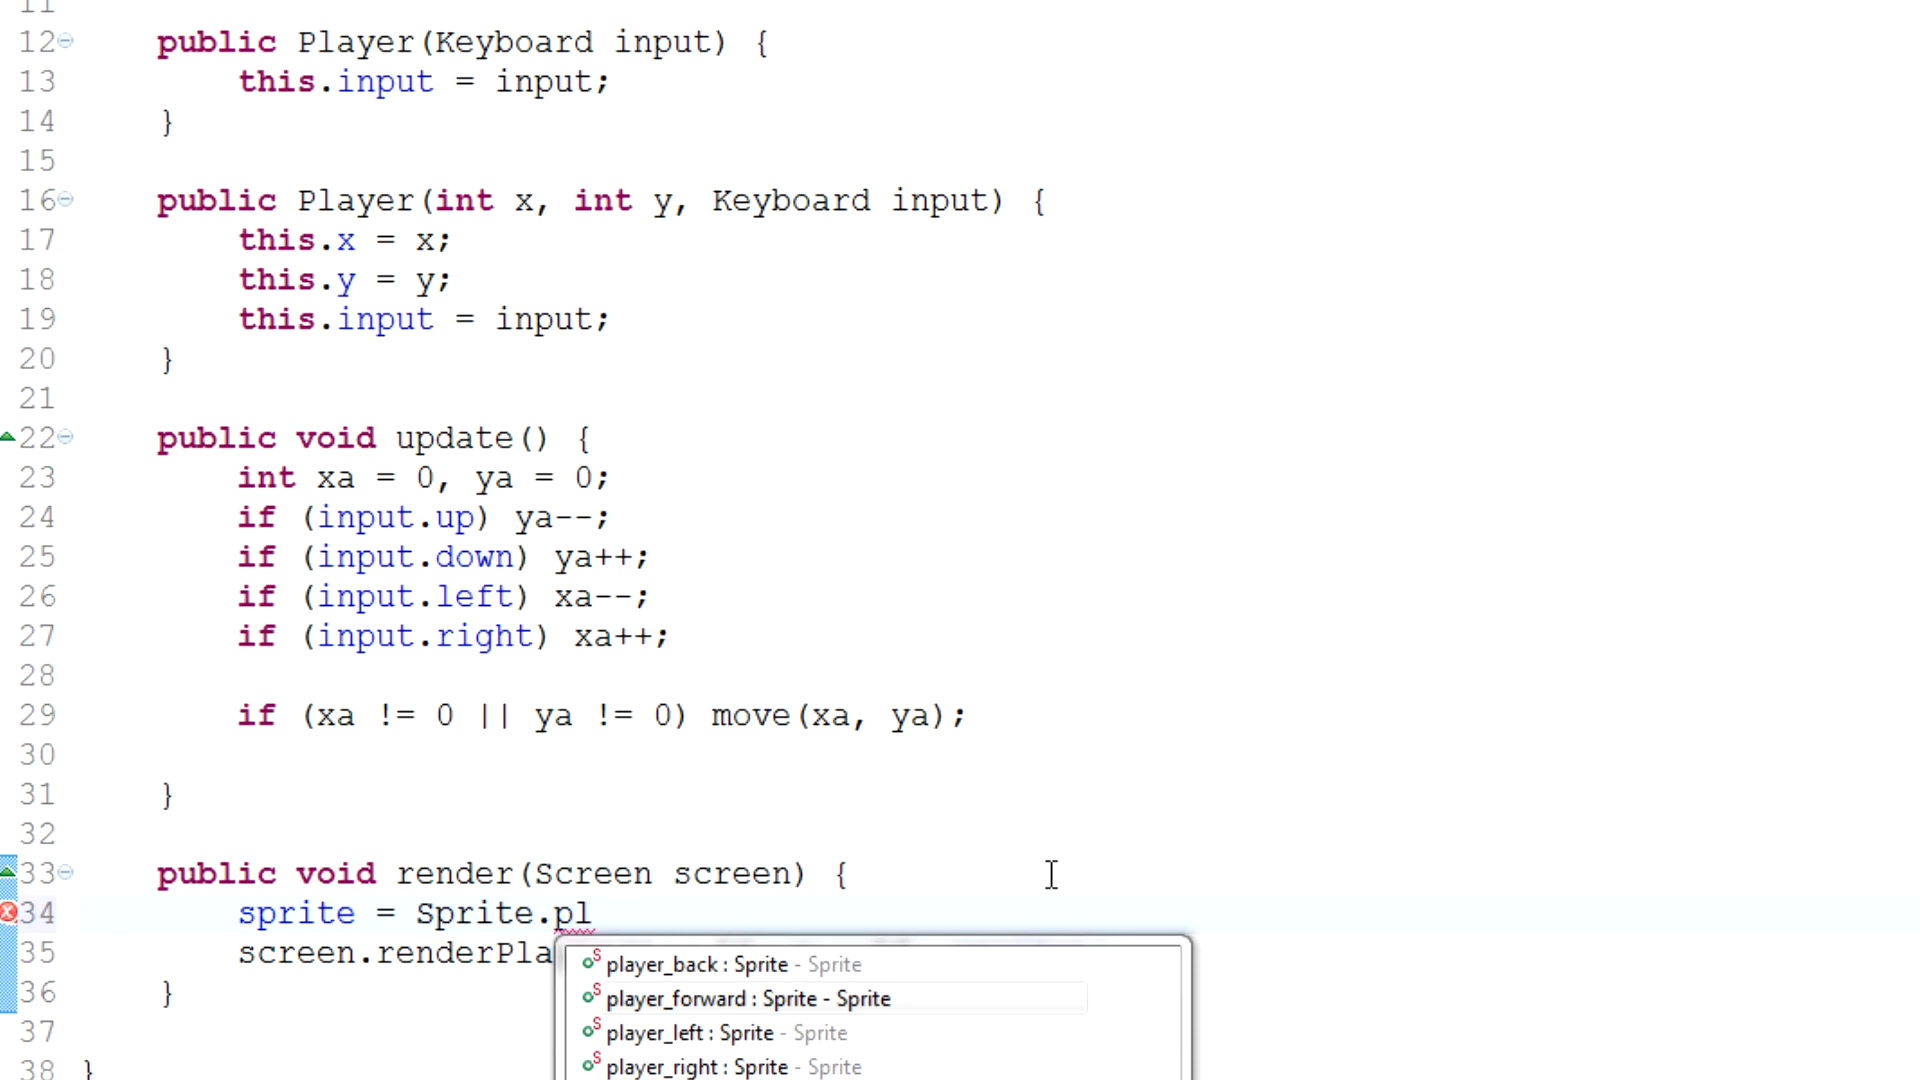 11
12 public Player(Keyboard input) {
13 this.input = input;
14 }
15
16 public Player(int x, int y, Keyboard input) {
17 this.x = x;
18 this.y = y;
19 this.input = input;
20 }
21
22 public void update() {
23 int xa = 0, ya = 0;
24 if (input.up) ya--;
25 if (input.down) ya++;
26 if (input.left) xa--;
27 if (input.right) xa++;
28
29 if (xa != 0 || ya != 0) move(xa, ya);
30
31 }
32
33 public void render(Screen screen) {
34 sprite = Sprite.pl
35 screen.renderPla
player_back : Sprite - Sprite
36 }
player_forward : Sprite - Sprite
37
player_left : Sprite - Sprite
38 }
player_right : Sprite - Sprite